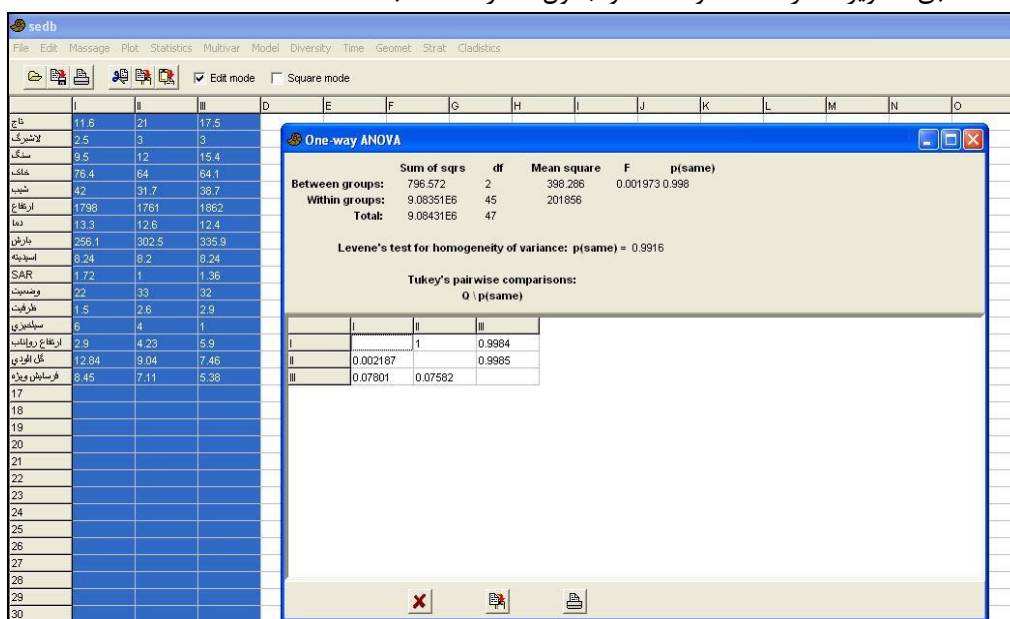 sedb
File Edit Massage Plot Statistics Multivar Model Diversity Time Geomet Strat Cladistics
Edit mode Square mode
I II III D E F G H I J K L M N O
تاج 11.6 21 17.5
لاشبرگ 2.5 3 3
سنگ 9.5 12 15.4
خاک 76.4 64 64.1
شیب 42 31.7 38.7
ارتفاع 1798 1761 1862
دما 13.3 12.6 12.4
بارش 256.1 302.5 335.9
اسیدیته 8.24 8.2 8.24
SAR 1.72 1 1.36
وضعیت 22 33 32
ظرفیت 1.5 2.6 2.9
سیلخیزی 6 4 1
ارتفاع رواناب 2.9 4.23 5.9
گل الودی 12.84 9.04 7.46
فرسایش ویژه 8.45 7.11 5.38
17
18
19
20
21
22
23
24
25
26
27
28
29
30
One-way ANOVA
Sum of sqrs df Mean square F p(same)
Between groups: 796.572 2 398.286 0.001973 0.998
Within groups: 9.08351E6 45 201856
Total: 9.08431E6 47
Levene's test for homogeneity of variance: p(same) = 0.9916
Tukey's pairwise comparisons:
Q \ p(same)
I II III
I 1 0.9984
II 0.002187 0.9985
III 0.07801 0.07582